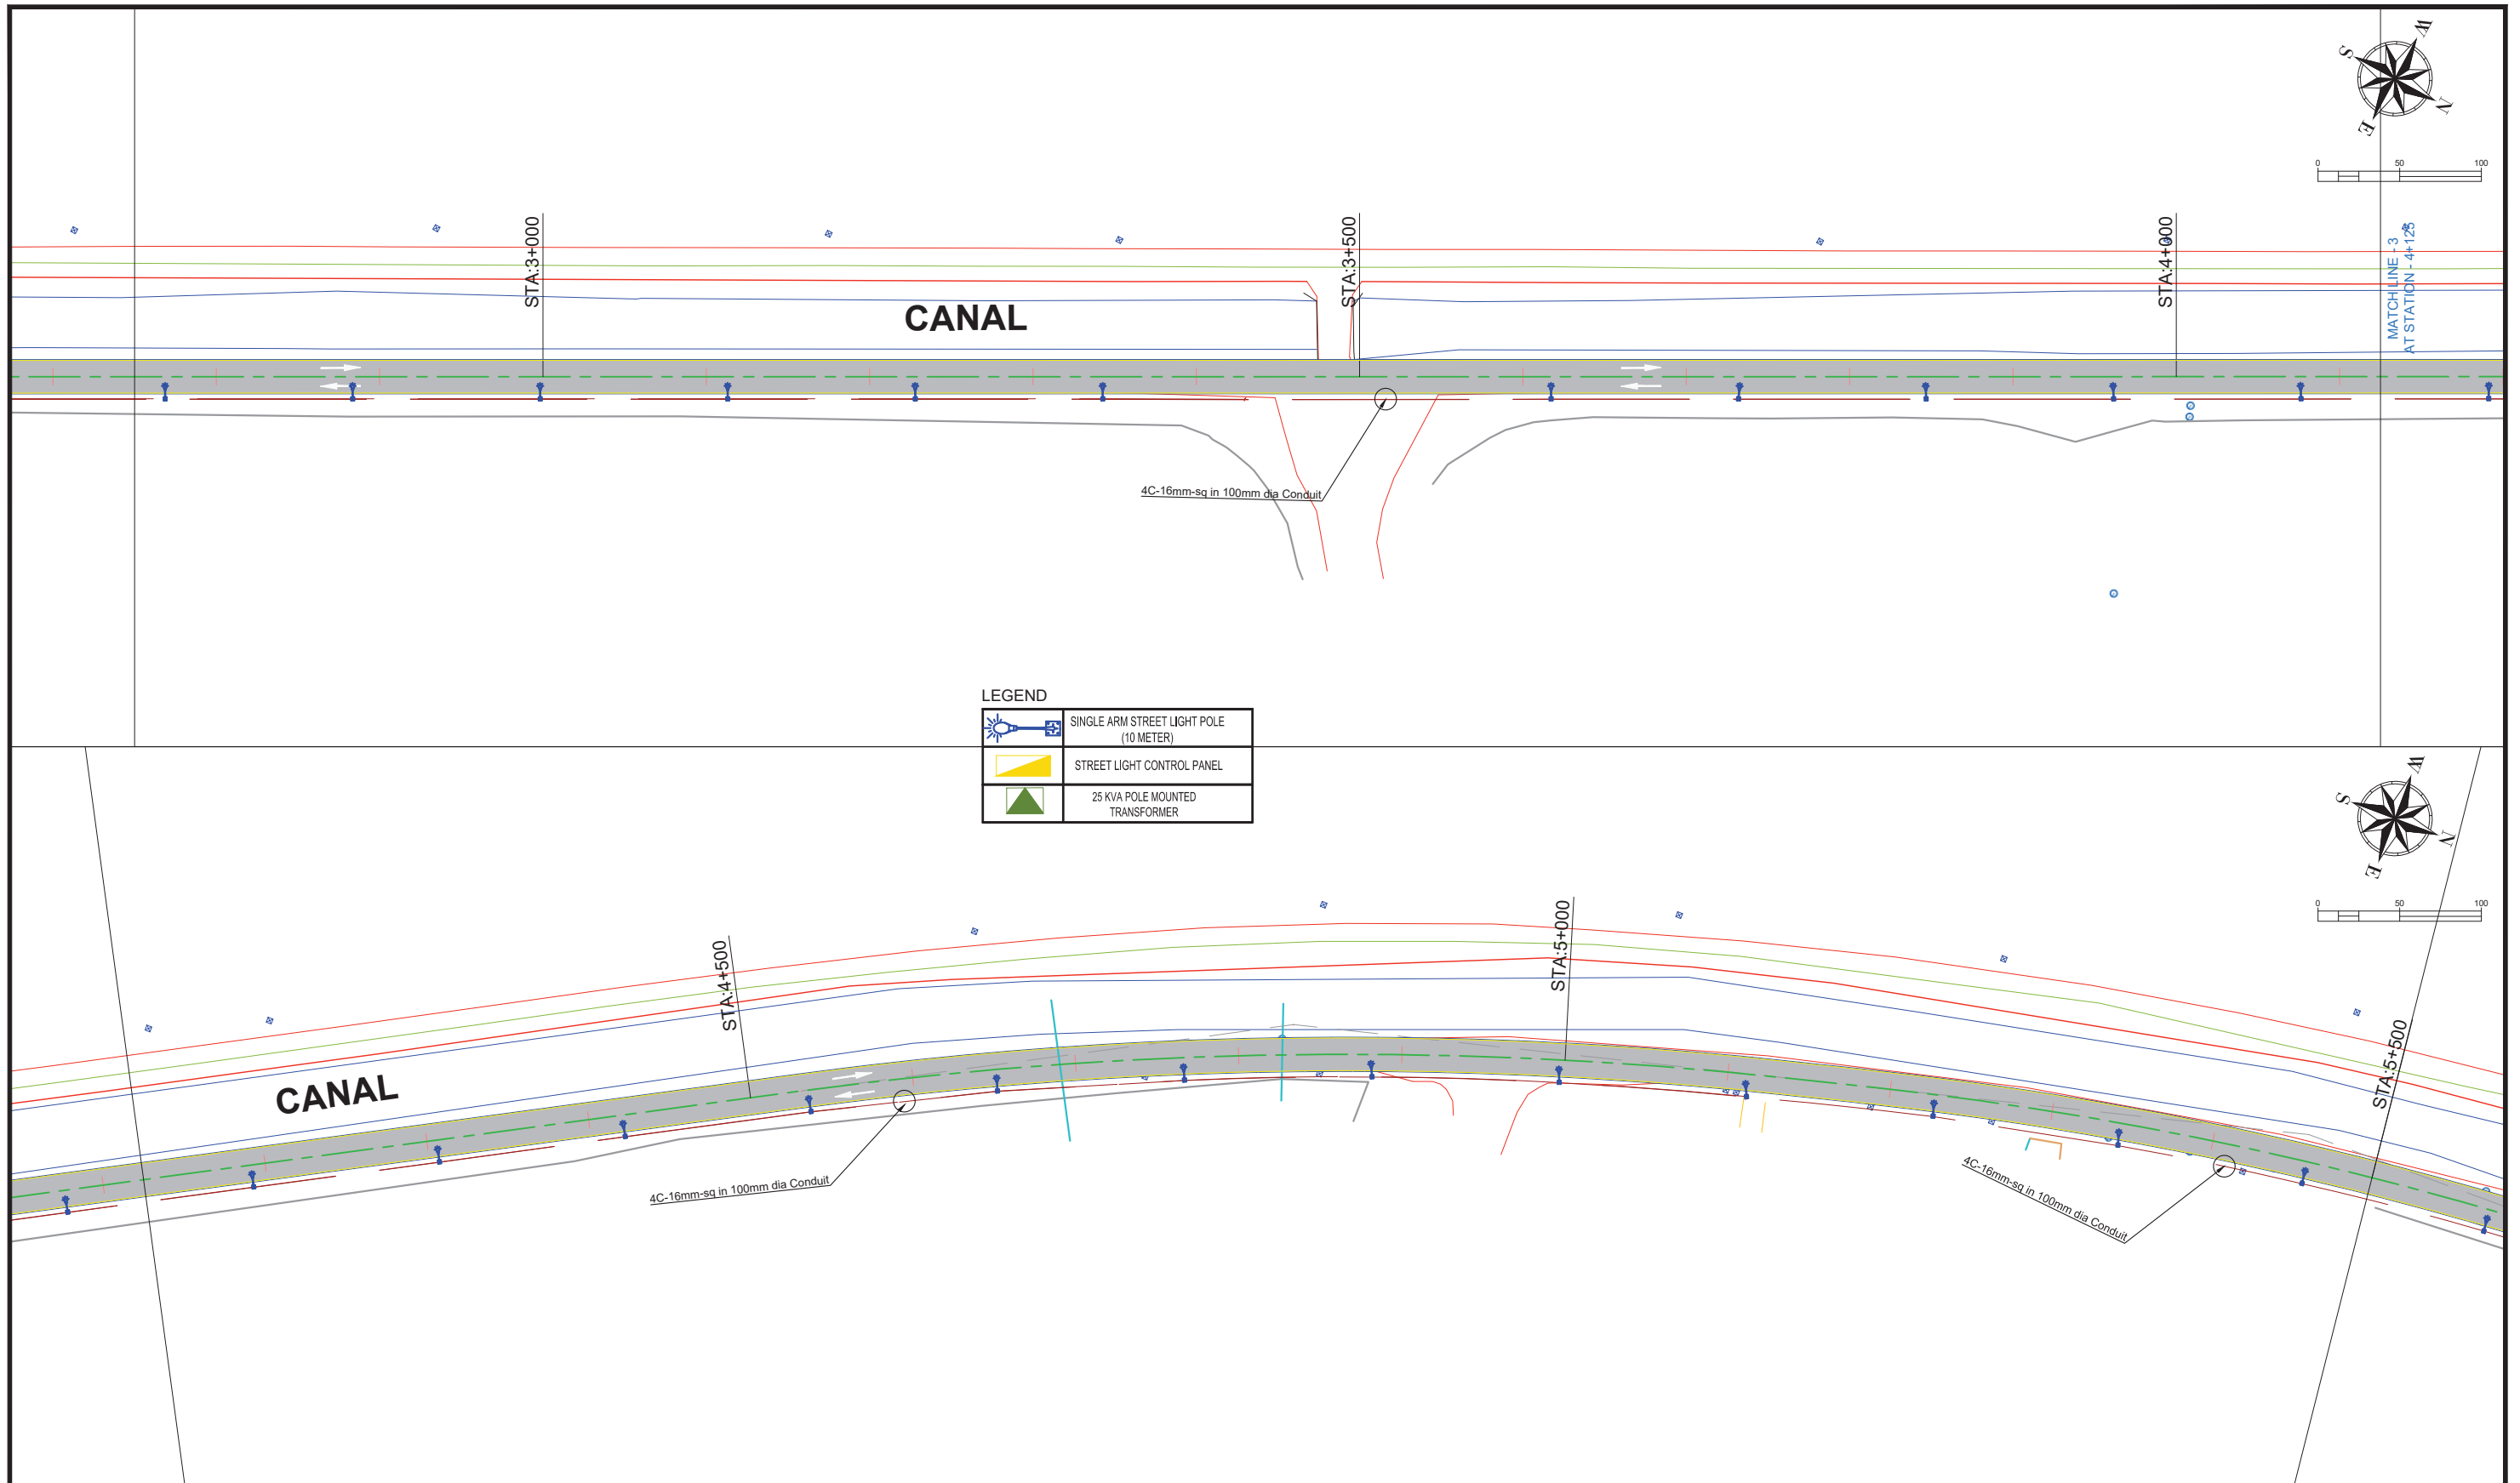 W
S
N
E
0 50 100
STA:3+000
STA:3+500
STA:4+000
MATCH LINE - 3
AT STATION - 4+125
CANAL
4C-16mm-sq in 100mm dia Conduit
LEGEND
SINGLE ARM STREET LIGHT POLE
(10 METER)
STREET LIGHT CONTROL PANEL
25 KVA POLE MOUNTED
TRANSFORMER
W
S
N
E
0 50 100
STA:4+500
STA:5+000
STA:5+500
CANAL
4C-16mm-sq in 100mm dia Conduit
4C-16mm-sq in 100mm dia Conduit